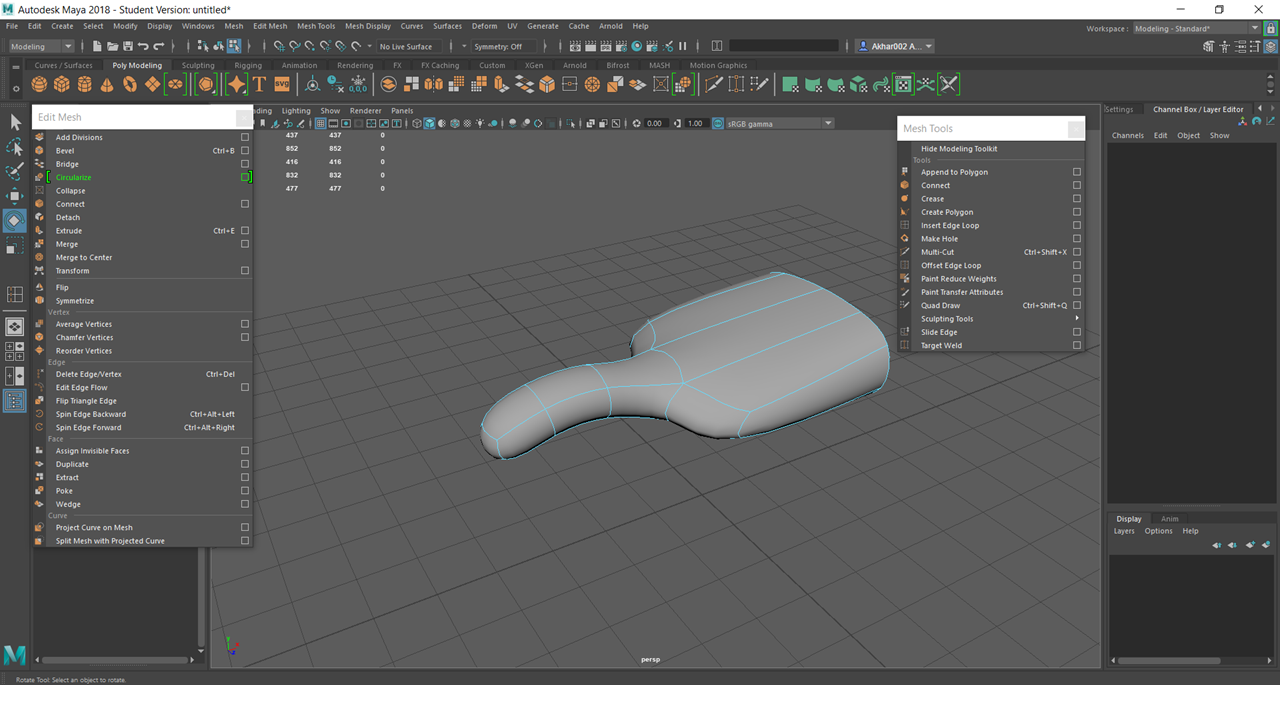 Autodesk Maya 2018 - Student Version: untitled*
File Edit Create Select Modify Display Windows Mesh Edit Mesh Mesh Tools Mesh Display Curves Surfaces Deform UV Generate Cache Arnold Help
Workspace : Modeling - Standard*
Modeling No Live Surface Symmetry: Off Akhar002 A...
Curves / Surfaces Poly Modeling Sculpting Rigging Animation Rendering FX FX Caching Custom XGen Arnold Bifrost MASH Motion Graphics
SVG 0,0,0
Edit Mesh
Add Divisions
Bevel Ctrl+B
Bridge
Circularize
Collapse
Connect
Detach
Extrude Ctrl+E
Merge
Merge to Center
Transform
Flip
Symmetrize
Vertex
Average Vertices
Chamfer Vertices
Reorder Vertices
Edge
Delete Edge/Vertex Ctrl+Del
Edit Edge Flow
Flip Triangle Edge
Spin Edge Backward Ctrl+Alt+Left
Spin Edge Forward Ctrl+Alt+Right
Face
Assign Invisible Faces
Duplicate
Extract
Poke
Wedge
Curve
Project Curve on Mesh
Split Mesh with Projected Curve
ding Lighting Show Renderer Panels
0.00 1.00 sRGB gamma
437 437 0
852 852 0
416 416 0
832 832 0
477 477 0
persp
Mesh Tools
Hide Modeling Toolkit
Tools
Append to Polygon
Connect
Crease
Create Polygon
Insert Edge Loop
Make Hole
Multi-Cut Ctrl+Shift+X
Offset Edge Loop
Paint Reduce Weights
Paint Transfer Attributes
Quad Draw Ctrl+Shift+Q
Sculpting Tools
Slide Edge
Target Weld
Settings Channel Box / Layer Editor
Channels Edit Object Show
Display Anim
Layers Options Help
Rotate Tool: Select an object to rotate.